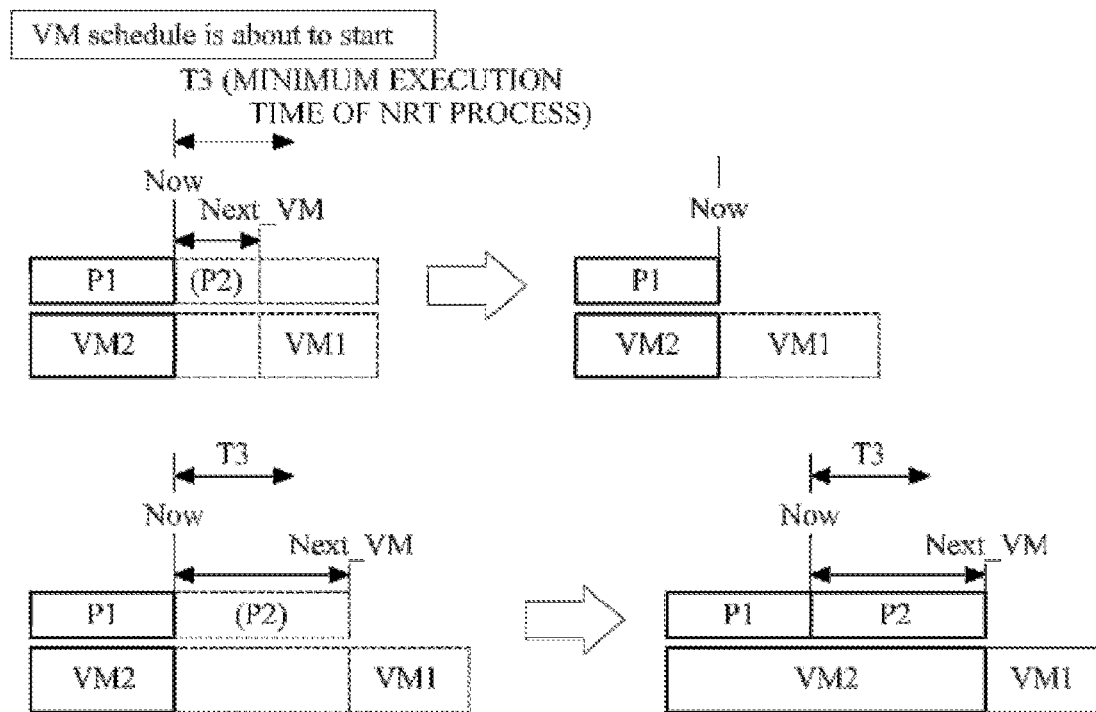 VM schedule is about to start
T3 (MINIMUM EXECUTION
TIME OF NRT PROCESS)
Now
Next_VM
P1
(P2)
VM2
VM1
Now
P1
VM2
VM1
T3
Now
Next_VM
P1
(P2)
VM2
VM1
T3
Now
Next_VM
P1
P2
VM2
VM1